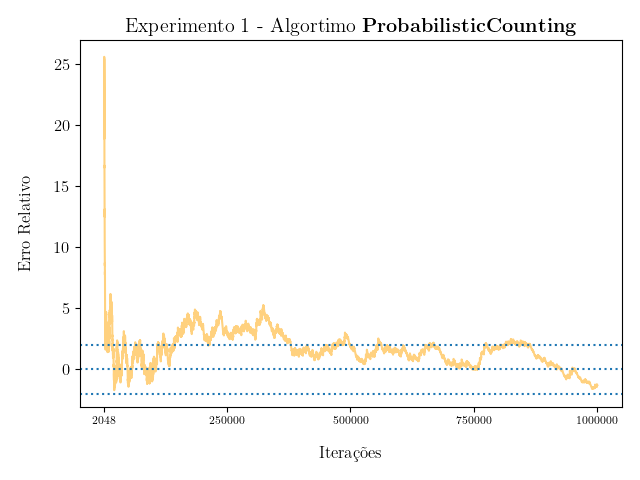 Experimento 1 - Algortimo ProbabilisticCounting
Erro Relativo
25
20
15
10
5
0
2048 250000 500000 750000 1000000
Iterações